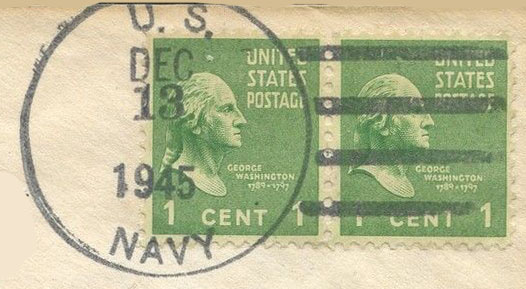 U. S.
DEC
13
1945
NAVY
UNITED
STATES
POSTAGE
GEORGE
WASHINGTON
1789-1797
1 CENT 1
UNITED
STATES
POSTAGE
GEORGE
WASHINGTON
1789-1797
1 CENT 1